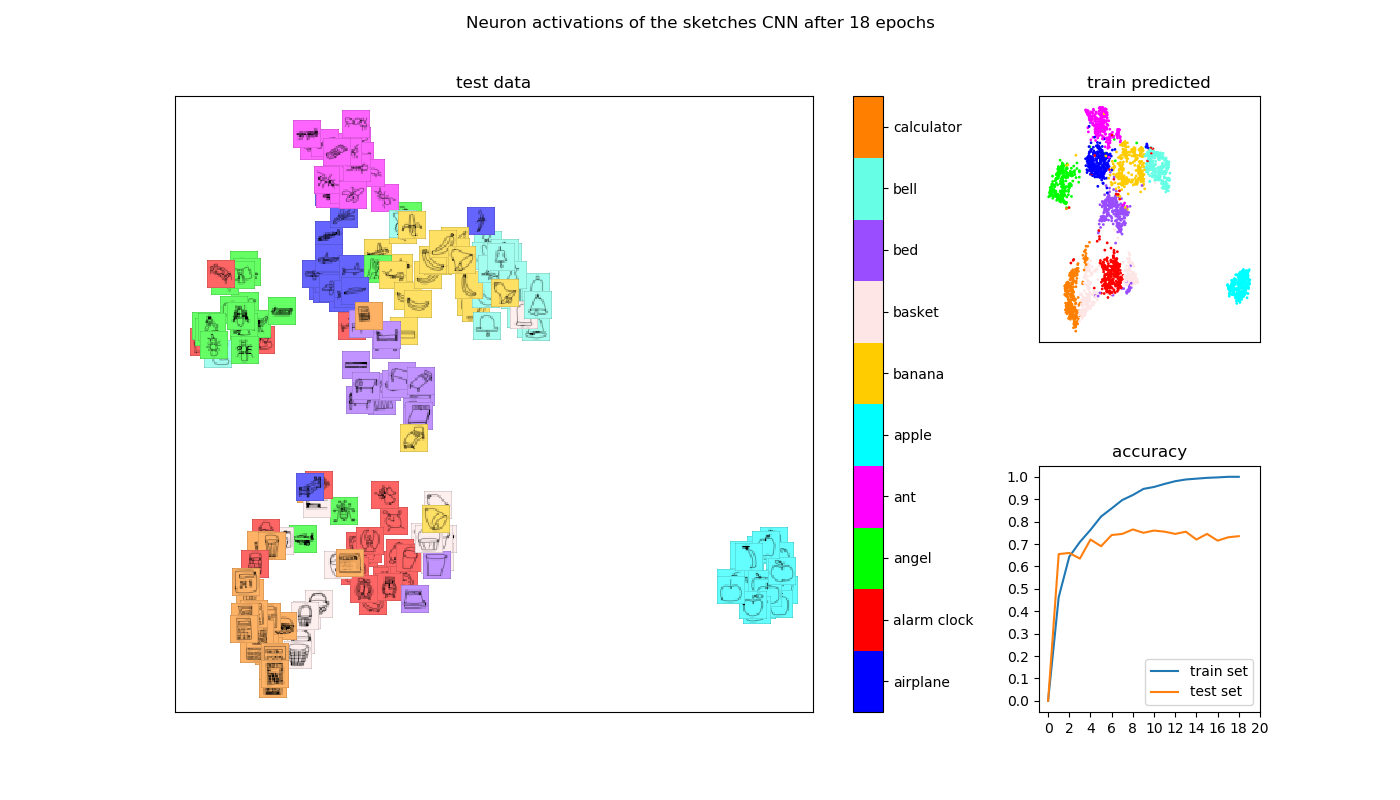 Neuron activations of the sketches CNN after 18 epochs
test data
calculator
bell
bed
basket
banana
apple
ant
angel
alarm clock
airplane
train predicted
accuracy
1.0
0.9
0.8
0.7
0.6
0.5
0.4
0.3
0.2
0.1
0.0
train set
test set
0 2 4 6 8 10 12 14 16 18 20